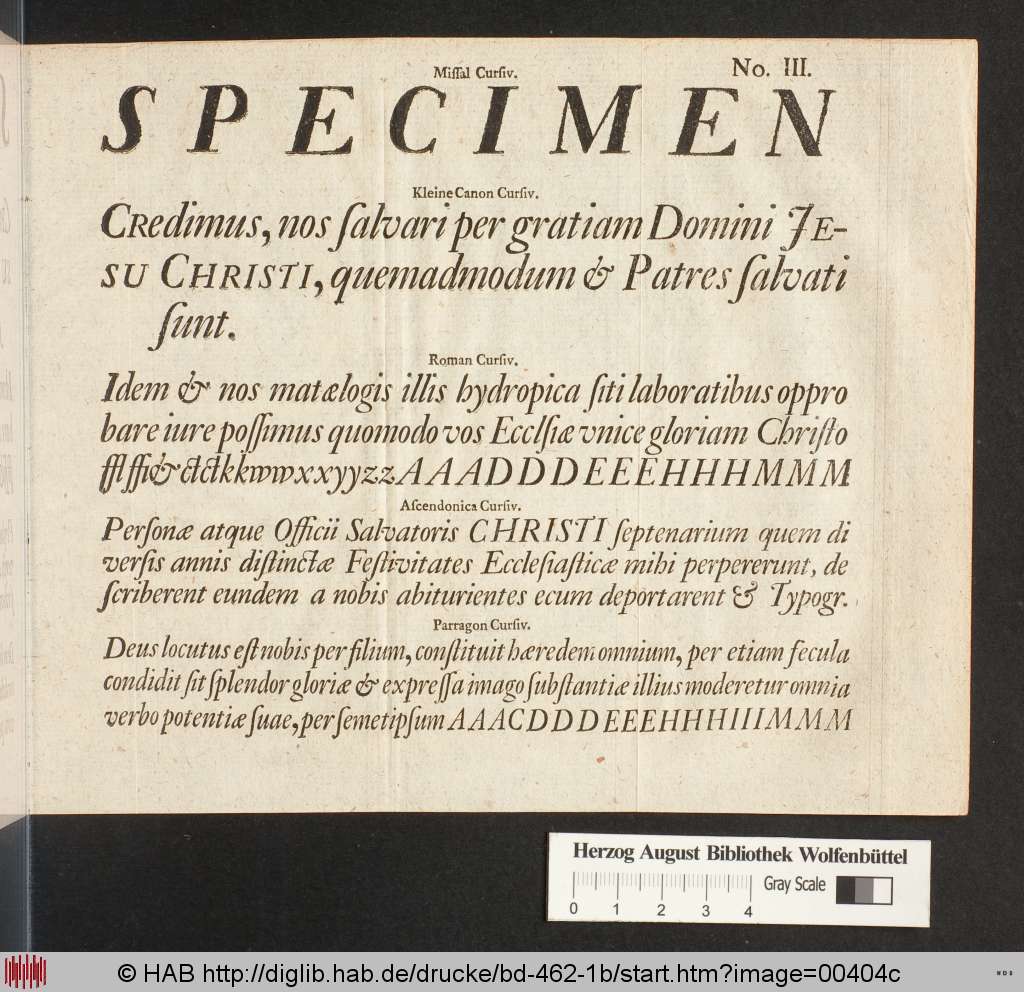 Miſſal Curſiv.
No. III.
SPECIMEN
Kleine Canon Curſiv.
CRedimus, nos ſalvari per gratiam Domini JE-
SU CHRISTI, quemadmodum & Patres ſalvati
ſunt.
Roman Curſiv.
Idem & nos matælogis illis hydropica ſiti laboratibus oppro
bare iure poſſimus quomodo vos Ecclſiæ vnice gloriam Chriſto
fflſſi&ctctkkwwxxyyzzAAADDDEEEHHHMMM
Aſcendonica Curſiv.
Perſonæ atque Officii Salvatoris CHRISTI ſeptenarium quem di
verſis annis diſtinctæ Feſtivitates Eccleſiaſticæ mihi perpererunt, de
ſcriberent eundem a nobis abiturientes ecum deportarent & Typogr.
Parragon Curſiv.
Deus locutus eſt nobis per filium, conſtituit hæredem omnium, per etiam ſecula
condidit ſit ſplendor gloriæ & expreſſa imago ſubſtantiæ illius moderetur omnia
verbo potentiæ ſuae, per ſemetipſum AAACDDDEEEHHHIIIMMM
Herzog August Bibliothek Wolfenbüttel
Gray Scale
0 1 2 3 4
© HAB http://diglib.hab.de/drucke/bd-462-1b/start.htm?image=00404c